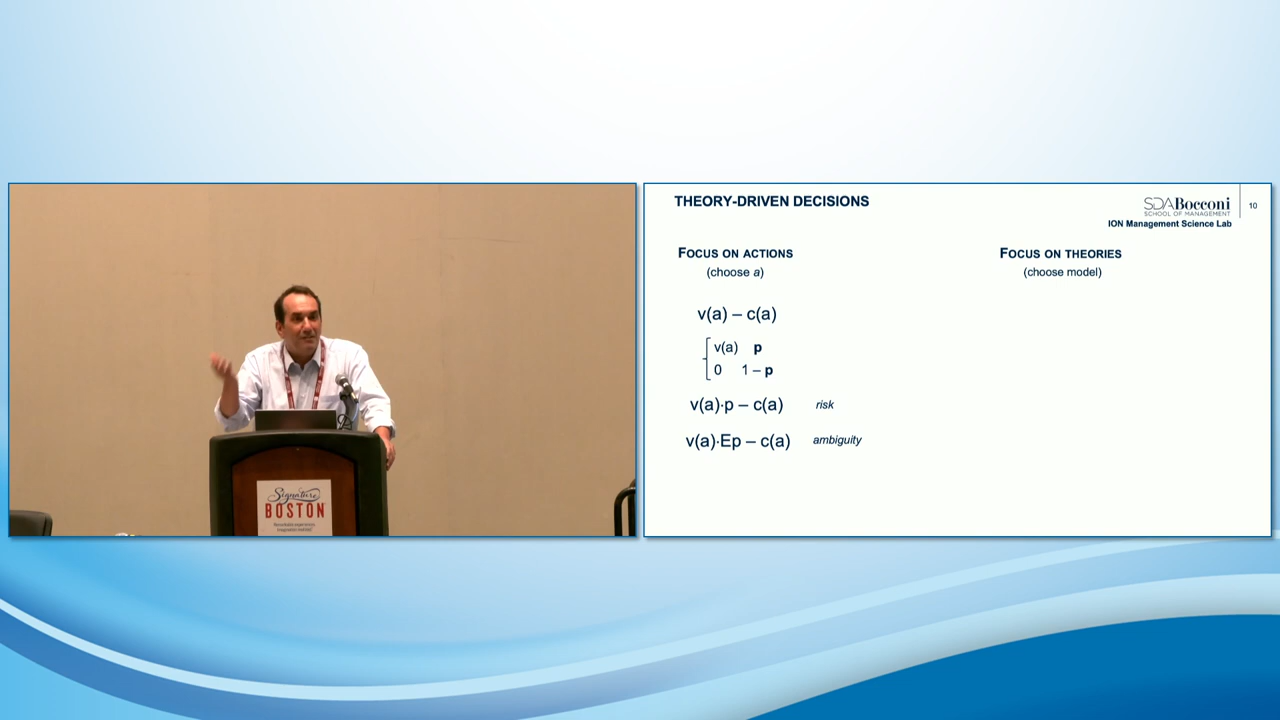 Signature
BOSTON
THEORY-DRIVEN DECISIONS
SDA Bocconi
SCHOOL OF MANAGEMENT
10
ION Management Science Lab
FOCUS ON ACTIONS
(choose a)
FOCUS ON THEORIES
(choose model)
v(a) – c(a)
v(a) p
0 1 – p
v(a)·p – c(a) risk
v(a)·Ep – c(a) ambiguity